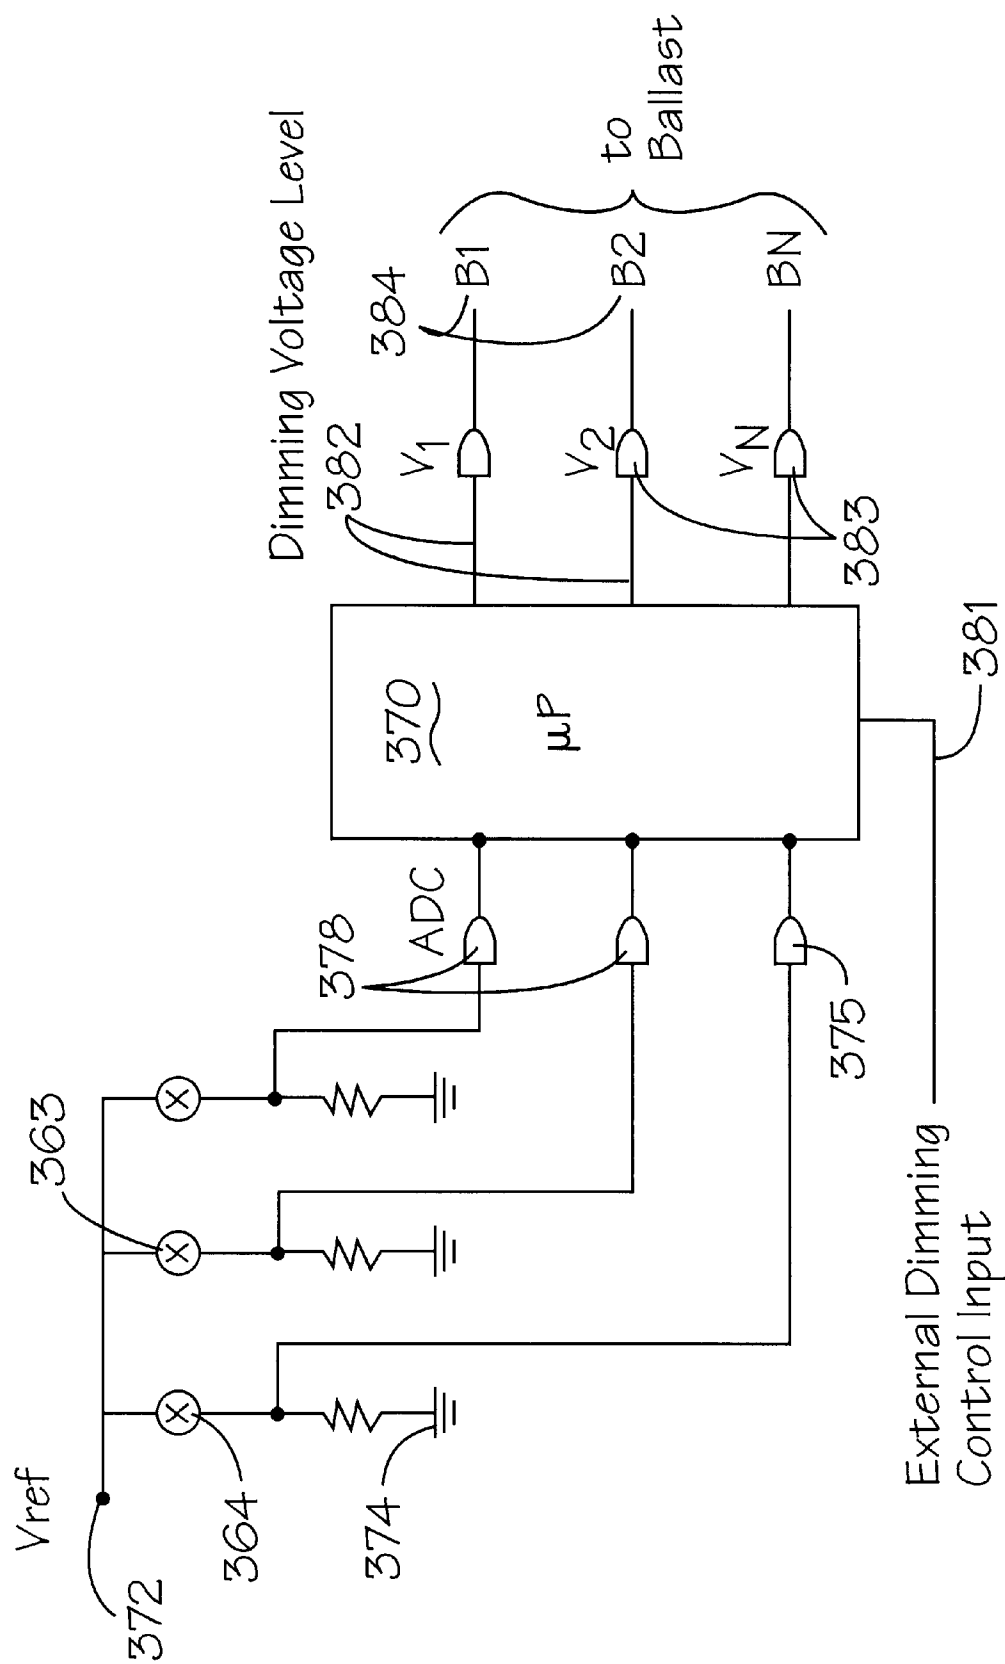 Vref
372
364
374
363
378
ADC
375
370
µP
External Dimming
Control Input
381
Dimming Voltage Level
382
V1
V2
VN
383
384
B1
B2
BN
to
Ballast